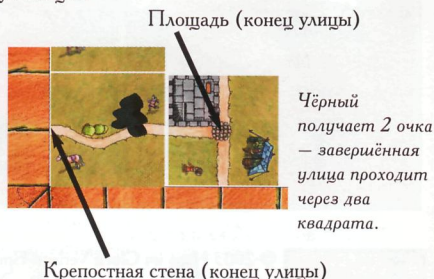 Площадь (конец улицы)
Чёрный
получает 2 очка
— завершённая
улица проходит
через два
квадрата.
Крепостная стена (конец улицы)